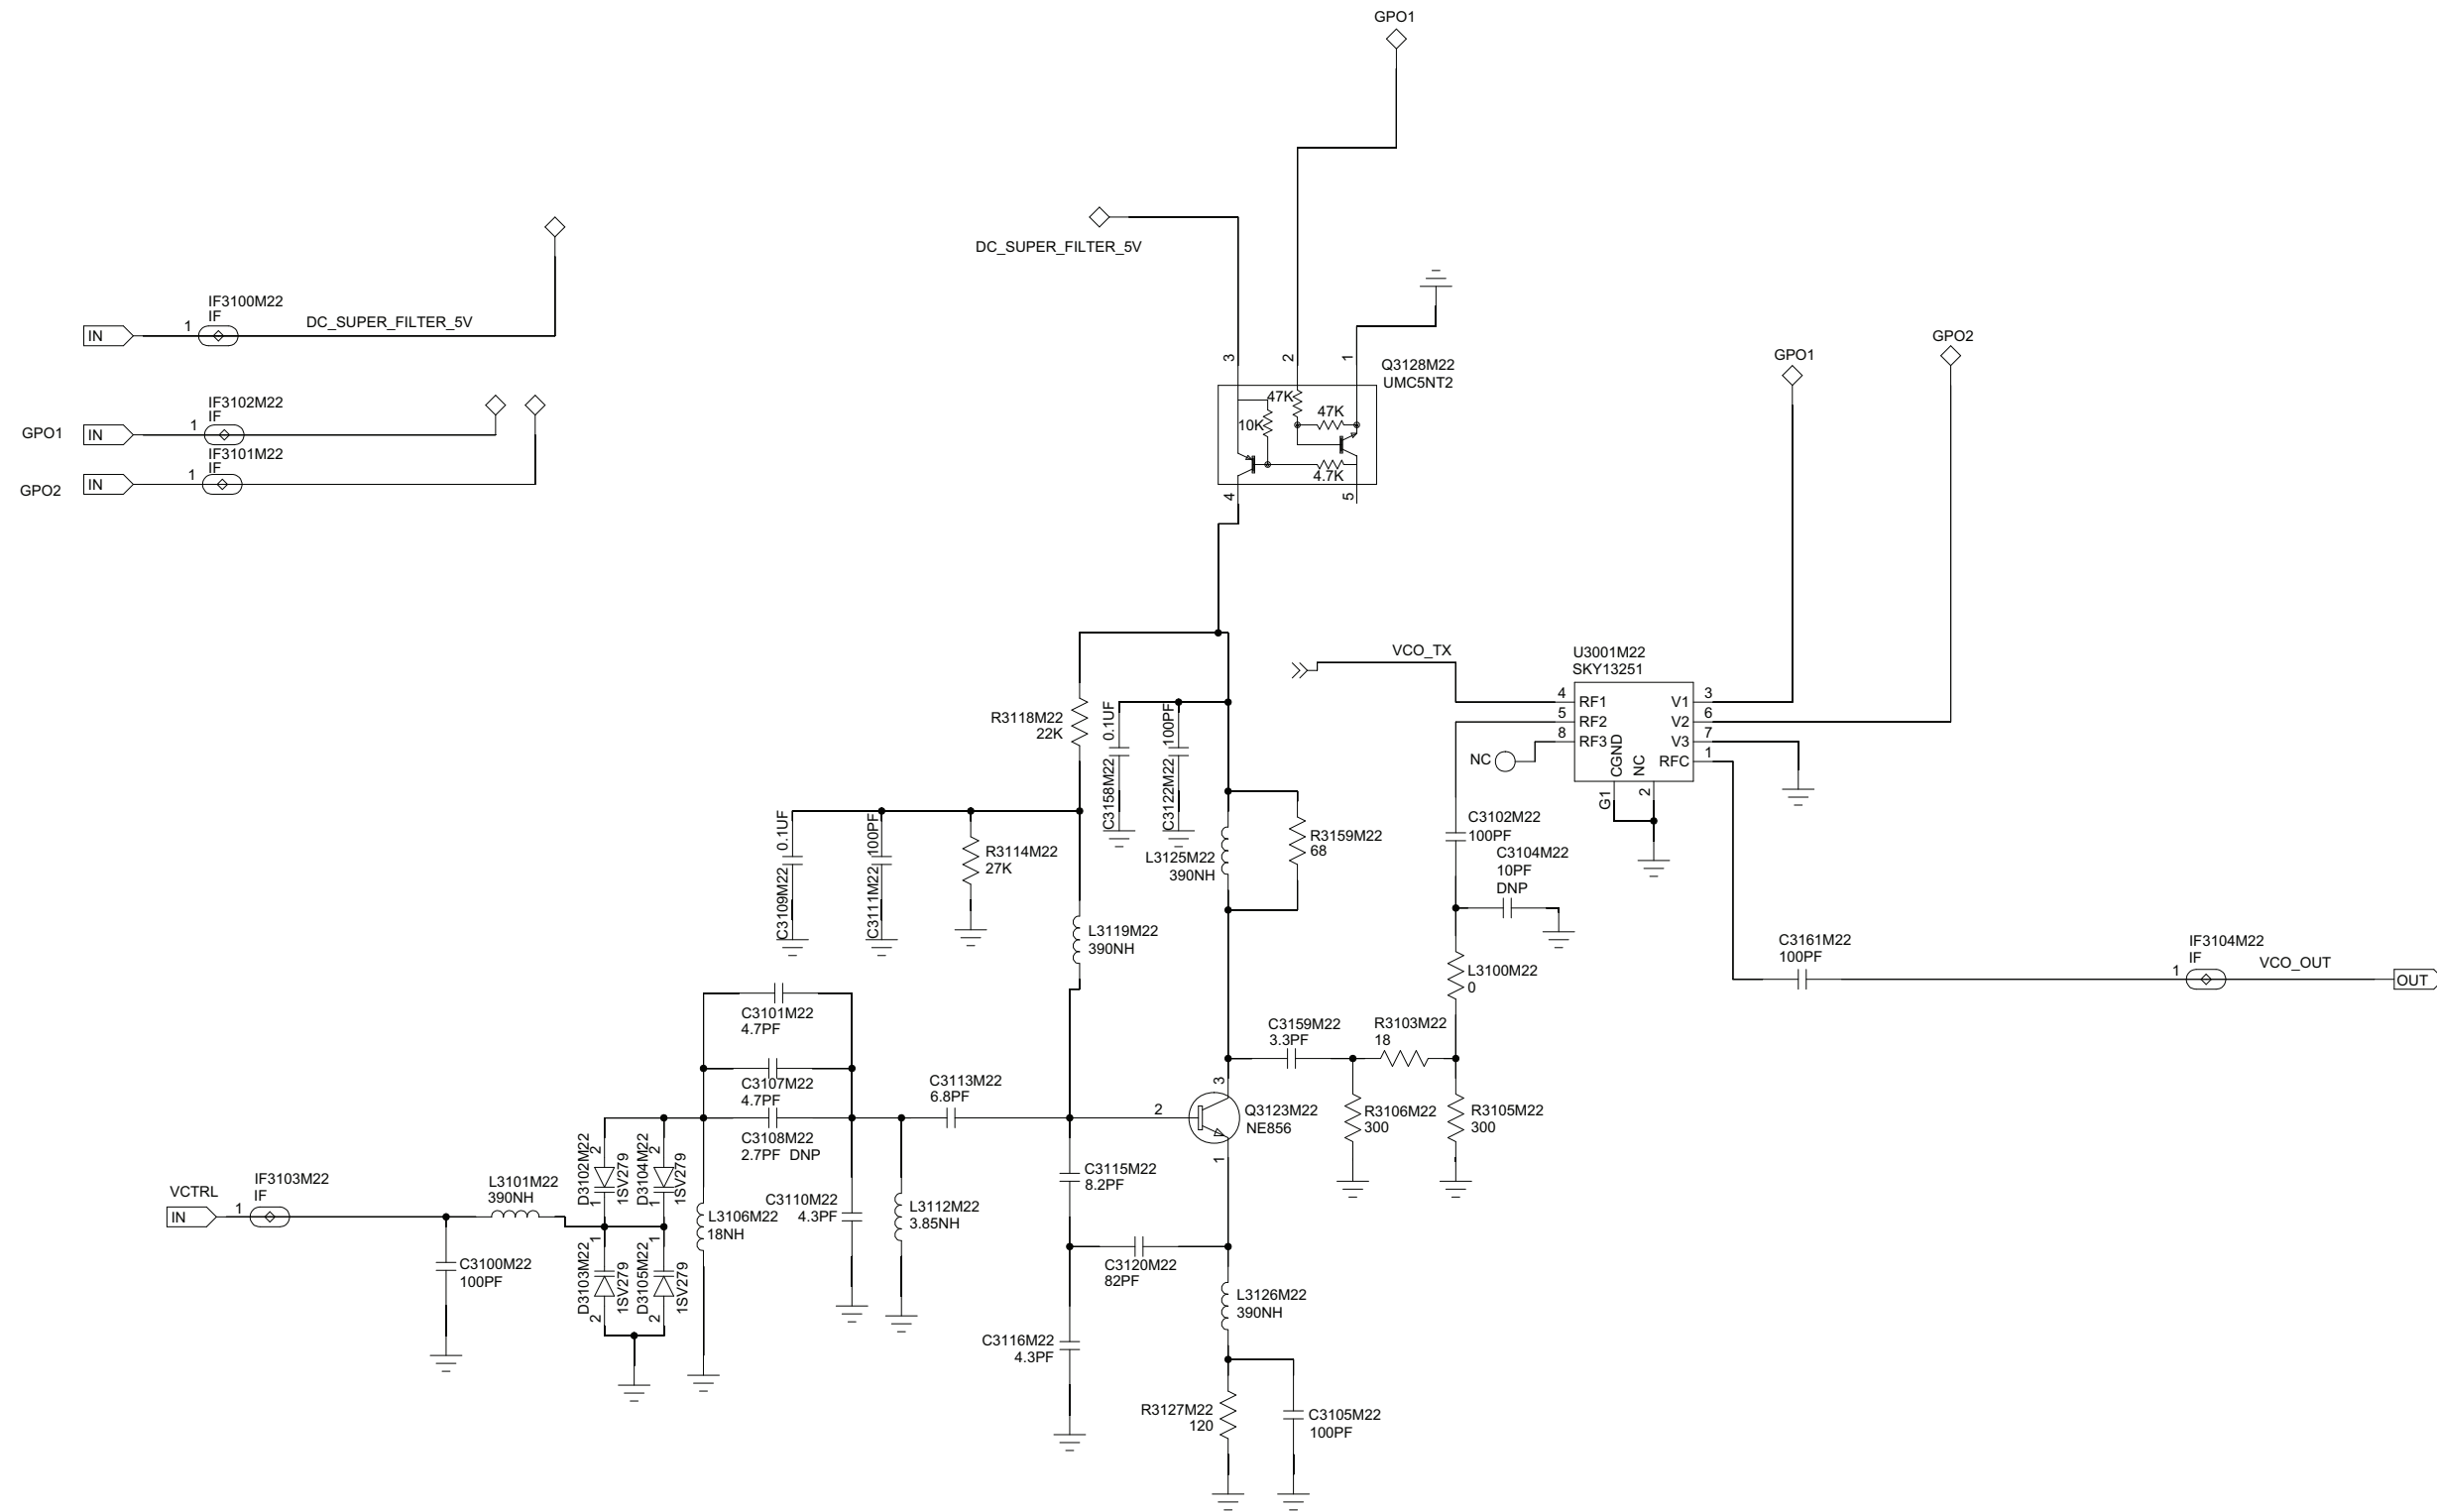 GPO1
DC_SUPER_FILTER_5V
IF3100M22
IF
DC_SUPER_FILTER_5V
1
IN
GPO2
GPO1
3
2
1
Q3128M22
UMC5NT2
47K
47K
10K
4.7K
4
5
IF3102M22
IF
1
GPO1
IN
IF3101M22
IF
1
GPO2
IN
VCO_TX
U3001M22
SKY13251
4
RF1
V1
3
5
RF2
V2
6
8
RF3
V3
7
NC
CGND
NC
RFC
1
G1
2
R3118M22
22K
C3158M22
0.1UF
C3122M22
100PF
C3109M22
0.1UF
C3111M22
100PF
R3114M22
27K
L3125M22
390NH
R3159M22
68
C3102M22
100PF
C3104M22
10PF
DNP
L3119M22
390NH
L3100M22
0
C3161M22
100PF
IF3104M22
IF
1
VCO_OUT
OUT
C3101M22
4.7PF
C3107M22
4.7PF
C3108M22
2.7PF DNP
C3113M22
6.8PF
C3159M22
3.3PF
R3103M22
18
2
3
1
Q3123M22
NE856
R3106M22
300
R3105M22
300
VCTRL
IN
1
IF3103M22
IF
L3101M22
390NH
C3100M22
100PF
D3102M22
2
1
1SV279
D3104M22
2
1
1SV279
D3103M22
1
2
1SV279
D3105M22
1
2
1SV279
L3106M22
18NH
C3110M22
4.3PF
L3112M22
3.85NH
C3115M22
8.2PF
C3120M22
82PF
C3116M22
4.3PF
L3126M22
390NH
R3127M22
120
C3105M22
100PF